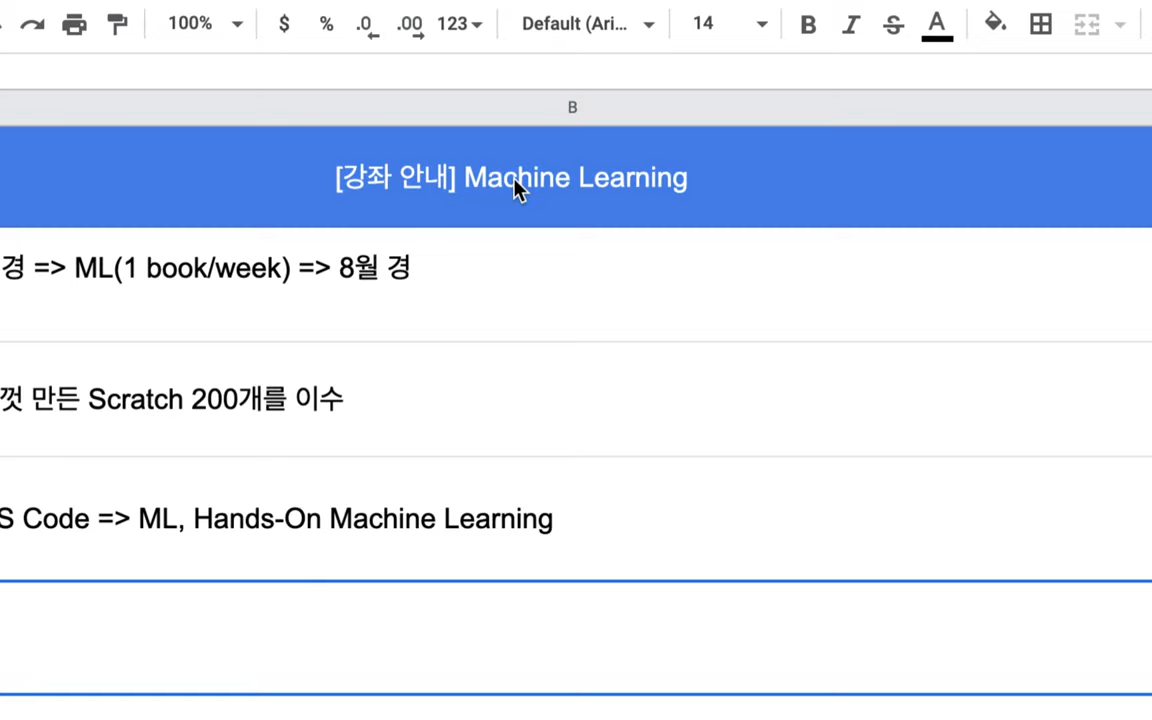 100% $ % .0 .00 123 Default (Ari... 14 B I S A
B
[강좌 안내] Machine Learning
경 => ML(1 book/week) => 8월 경
껏 만든 Scratch 200개를 이수
S Code => ML, Hands-On Machine Learning